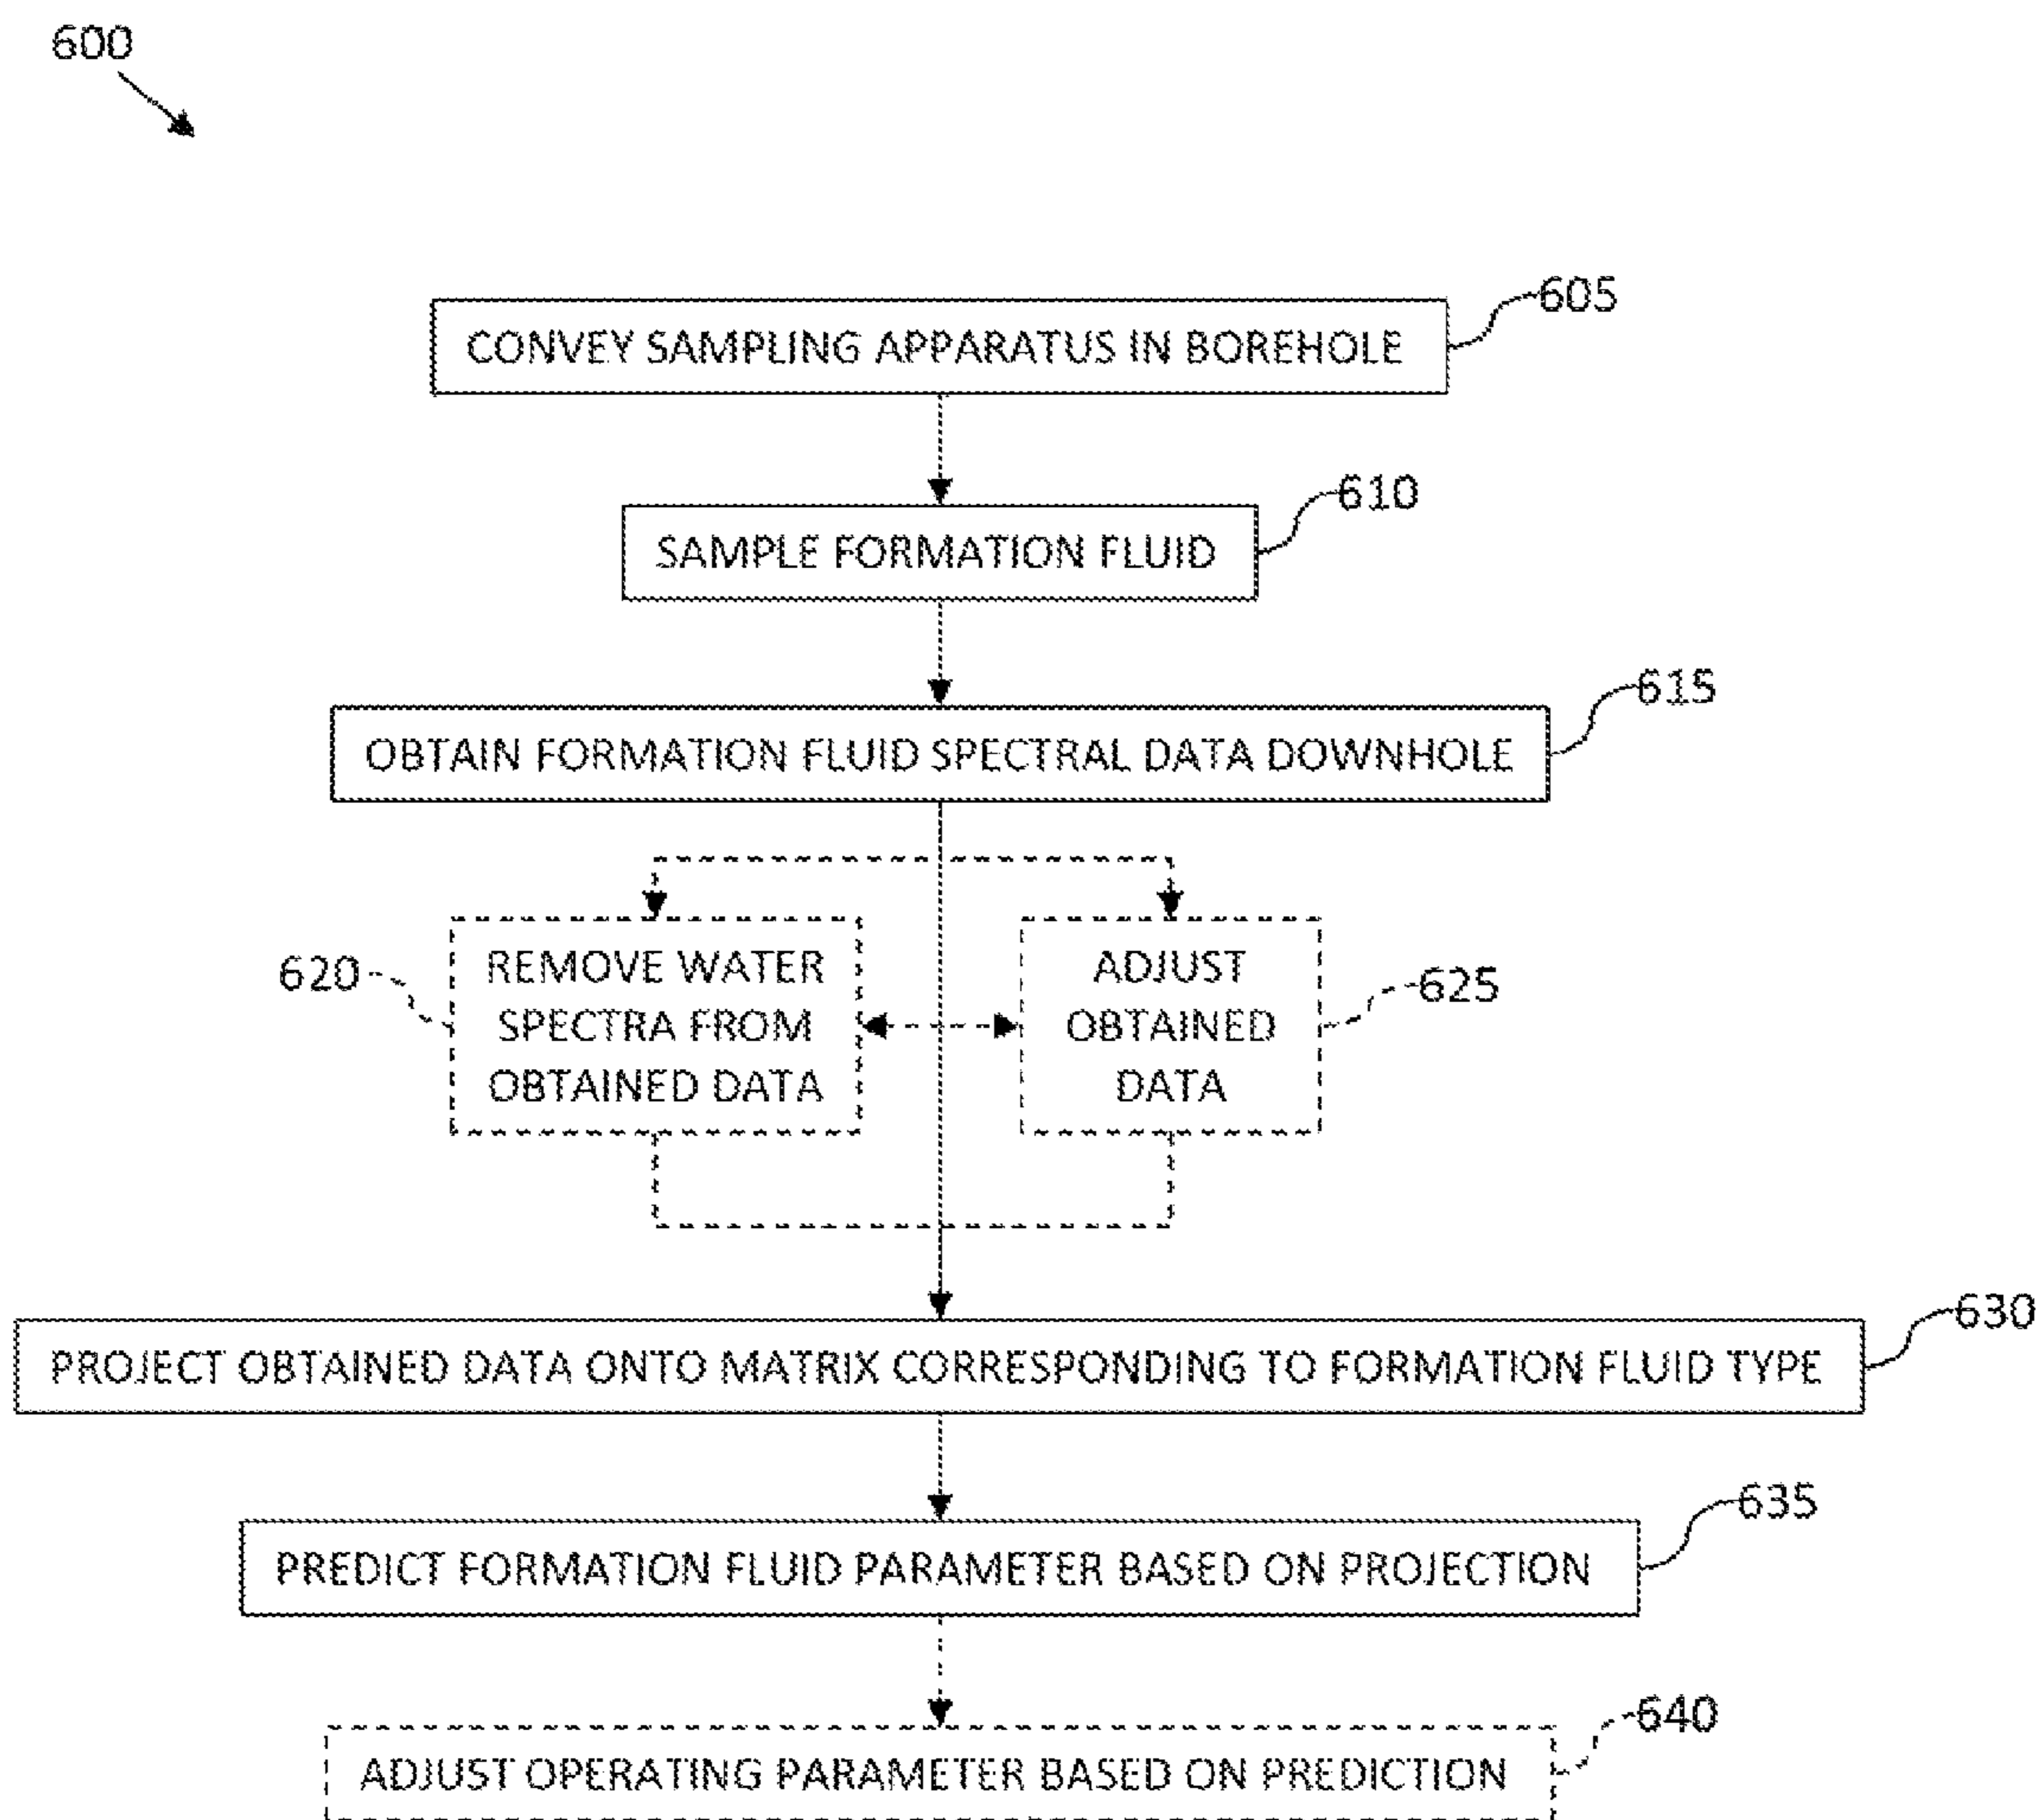 600
CONVEY SAMPLING APPARATUS IN BOREHOLE
605
SAMPLE FORMATION FLUID
610
OBTAIN FORMATION FLUID SPECTRAL DATA DOWNHOLE
615
620
REMOVE WATER
SPECTRA FROM
OBTAINED DATA
ADJUST
OBTAINED
DATA
625
PROJECT OBTAINED DATA ONTO MATRIX CORRESPONDING TO FORMATION FLUID TYPE
630
PREDICT FORMATION FLUID PARAMETER BASED ON PROJECTION
635
ADJUST OPERATING PARAMETER BASED ON PREDICTION
640